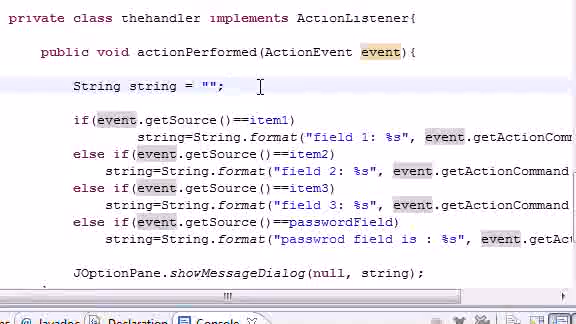 private class thehandler implements ActionListener{
public void actionPerformed(ActionEvent event){
String string = "";
if(event.getSource()==item1)
string=String.format("field 1: %s", event.getActionComm
else if(event.getSource()==item2)
string=String.format("field 2: %s", event.getActionCommand
else if(event.getSource()==item3)
string=String.format("field 3: %s", event.getActionCommand
else if(event.getSource()==passwordField)
string=String.format("passwrod field is : %s", event.getAct
JOptionPane.showMessageDialog(null, string);
Javadoc Declaration Console